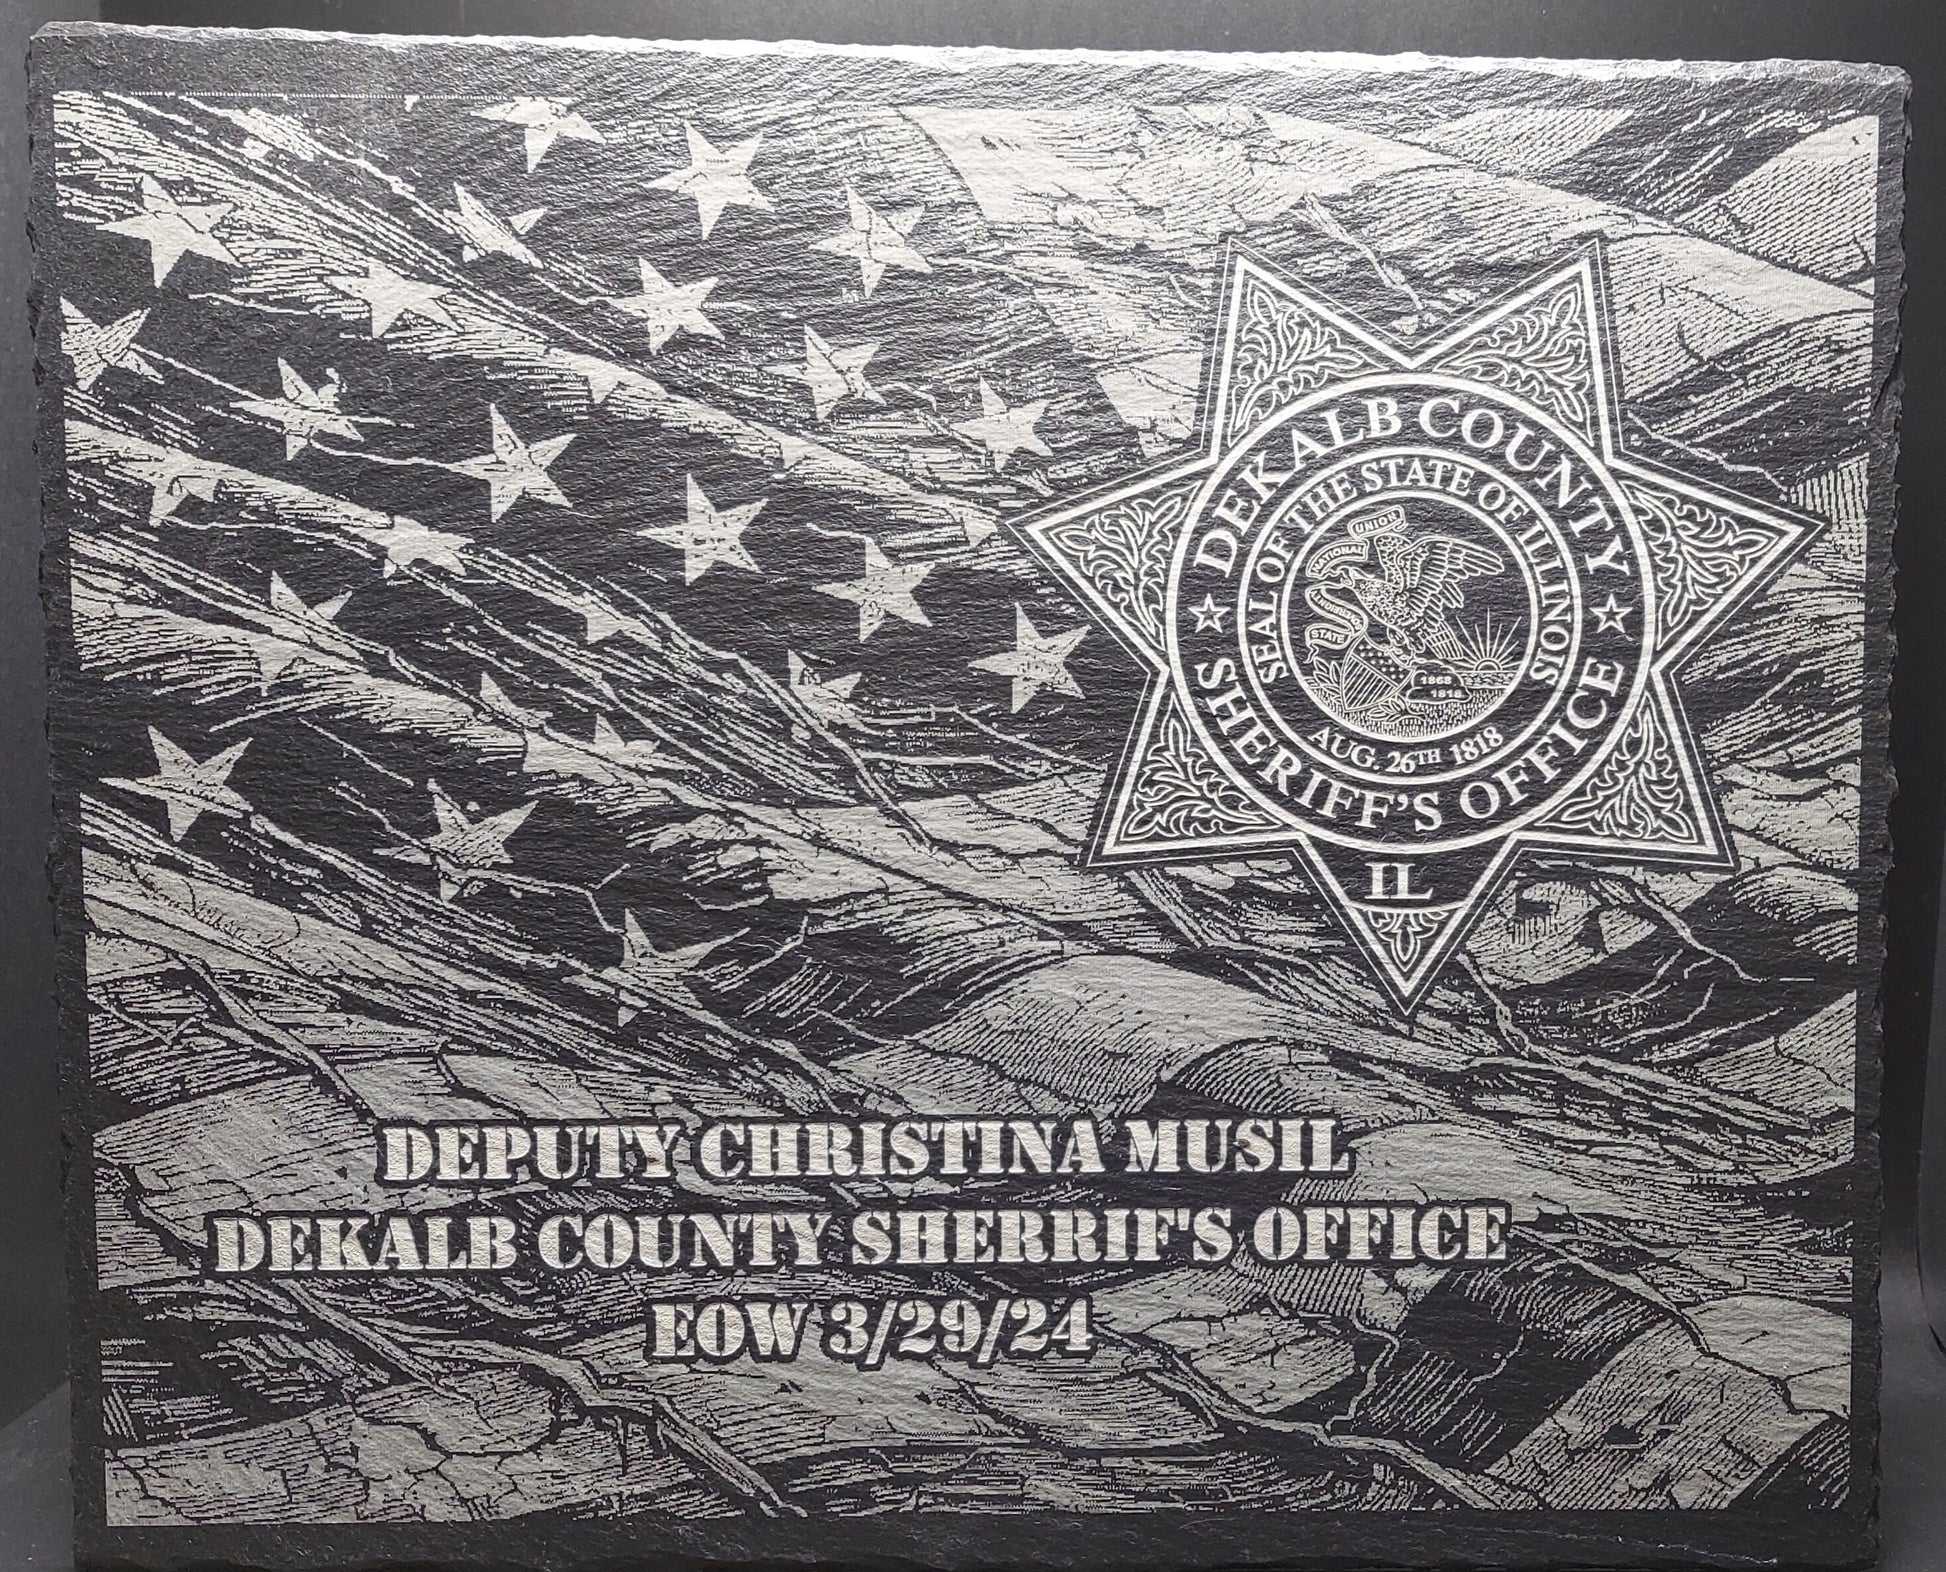 DEKALB COUNTY
SEAL OF THE STATE OF ILLINOIS
UNION
NATIONAL
STATE
1868
1818
AUG. 26TH 1818
SHERIFF'S OFFICE
IL
DEPUTY CHRISTINA MUSIL
DEKALB COUNTY SHERRIF'S OFFICE
EOW 3/29/24